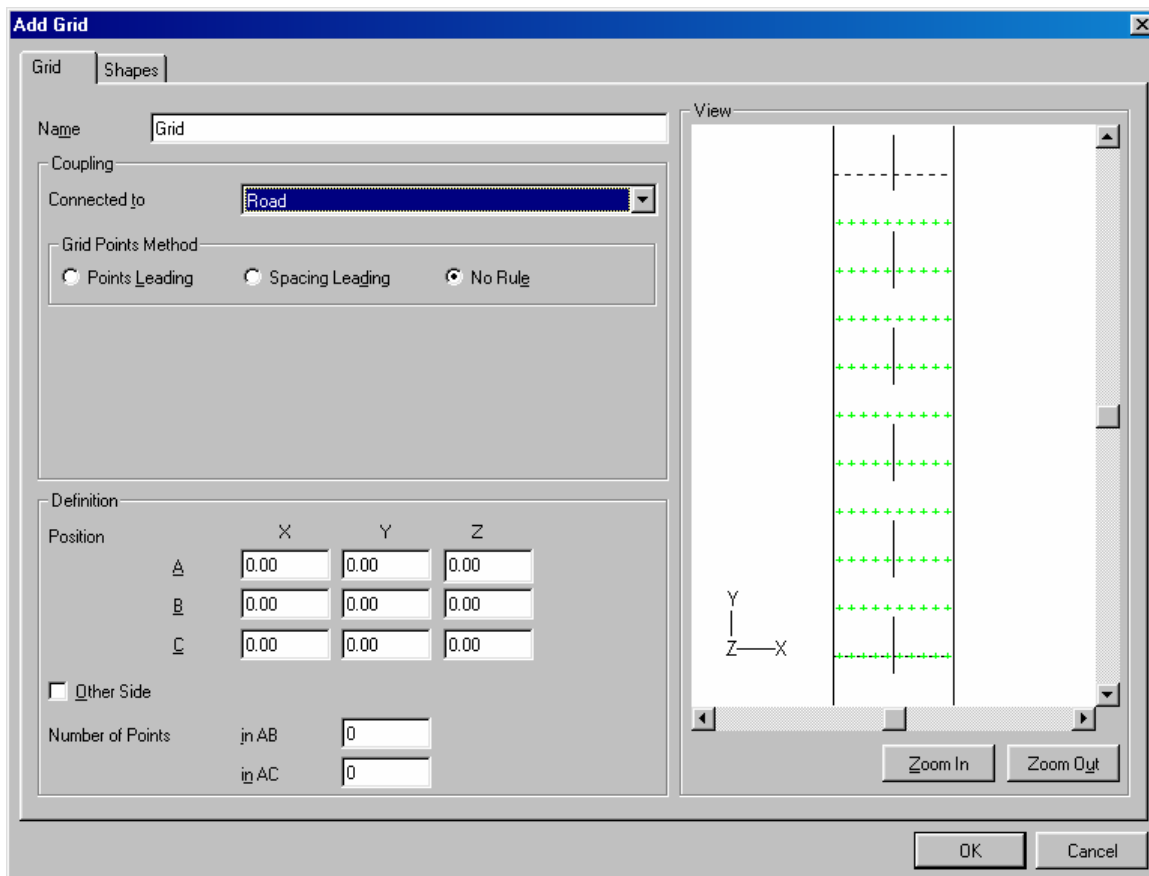 Add Grid
Grid Shapes
Name Grid
Coupling
Connected to Road
Grid Points Method
Points Leading Spacing Leading No Rule
Definition
Position X Y Z
A 0.00 0.00 0.00
B 0.00 0.00 0.00
C 0.00 0.00 0.00
Other Side
Number of Points in AB 0
in AC 0
View
Y
Z X
Zoom In Zoom Out
OK Cancel